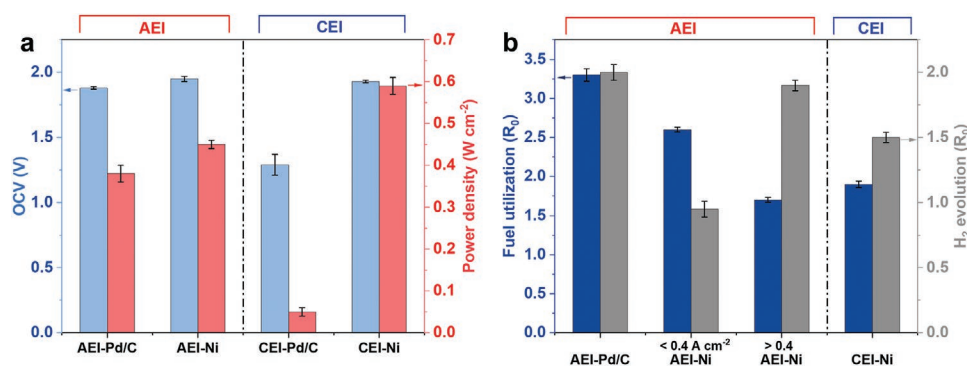 a
AEI
CEI
OCV (V)
2.0
1.5
1.0
0.5
0.0
Power density (W cm⁻²)
0.7
0.6
0.5
0.4
0.3
0.2
0.1
0.0
AEI-Pd/C
AEI-Ni
CEI-Pd/C
CEI-Ni
b
AEI
CEI
Fuel utilization (R₀)
3.5
3.0
2.5
2.0
1.5
1.0
0.5
0.0
H₂ evolution (R₀)
2.0
1.5
1.0
0.5
0.0
AEI-Pd/C
< 0.4 A cm⁻²
AEI-Ni
> 0.4
AEI-Ni
CEI-Ni